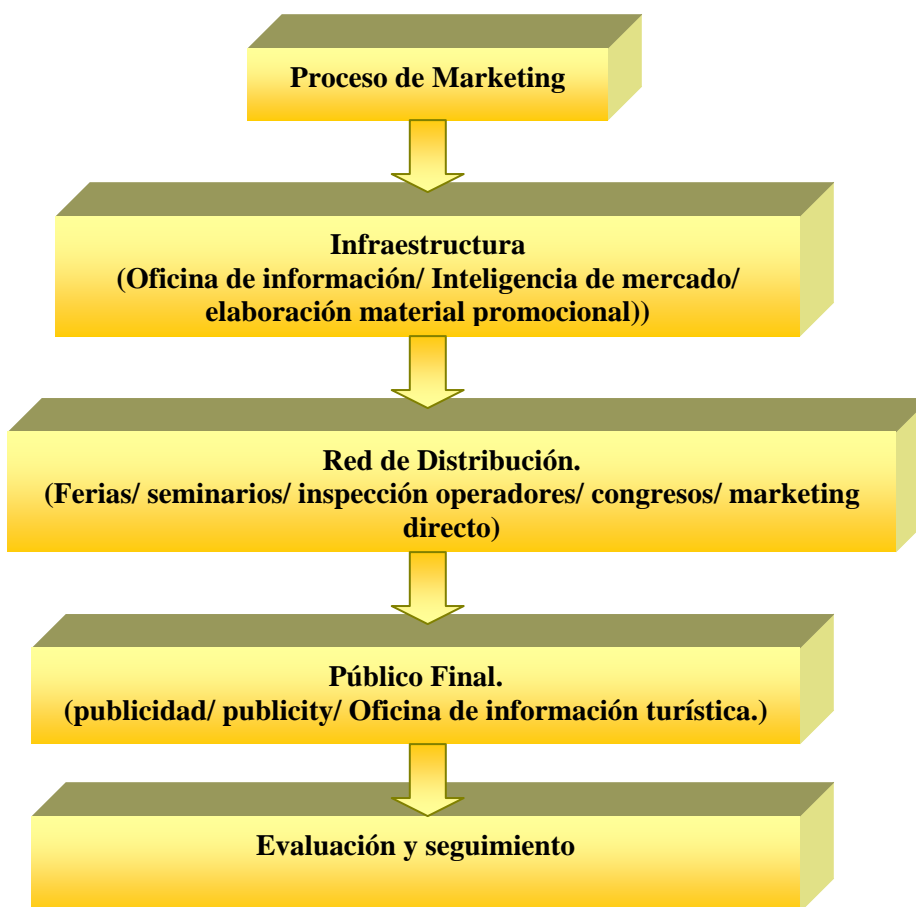 Proceso de Marketing
Infraestructura
(Oficina de información/ Inteligencia de mercado/
elaboración material promocional))
Red de Distribución.
(Ferias/ seminarios/ inspección operadores/ congresos/ marketing
directo)
Público Final.
(publicidad/ publicity/ Oficina de información turística.)
Evaluación y seguimiento